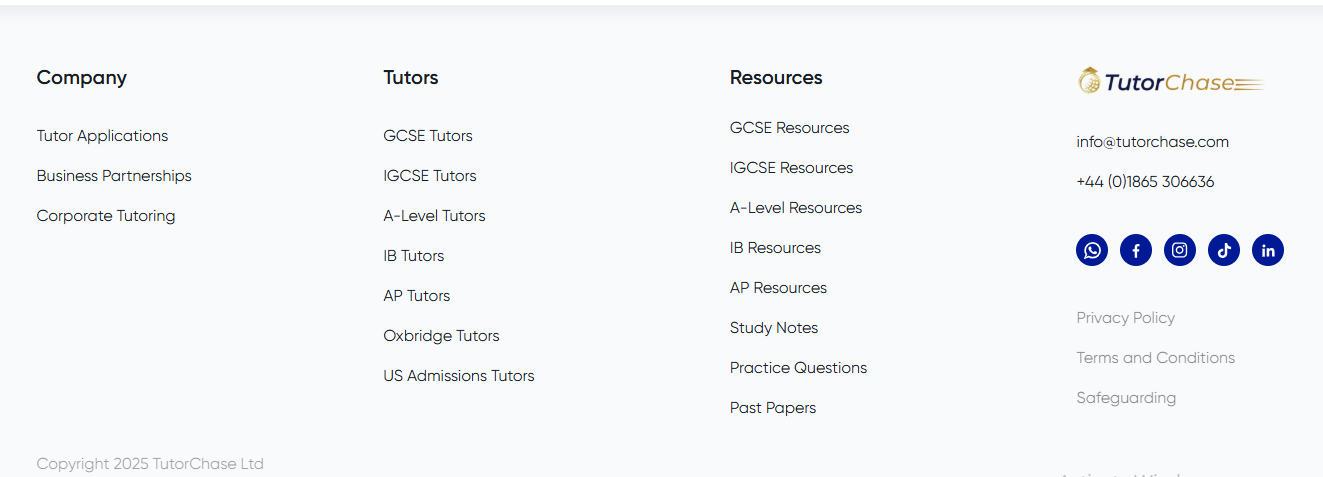 Company
Tutor Applications
Business Partnerships
Corporate Tutoring
Tutors
GCSE Tutors
IGCSE Tutors
A-Level Tutors
IB Tutors
AP Tutors
Oxbridge Tutors
US Admissions Tutors
Resources
GCSE Resources
IGCSE Resources
A-Level Resources
IB Resources
AP Resources
Study Notes
Practice Questions
Past Papers
TutorChase
info@tutorchase.com
+44 (0)1865 306636
Privacy Policy
Terms and Conditions
Safeguarding
Copyright 2025 TutorChase Ltd